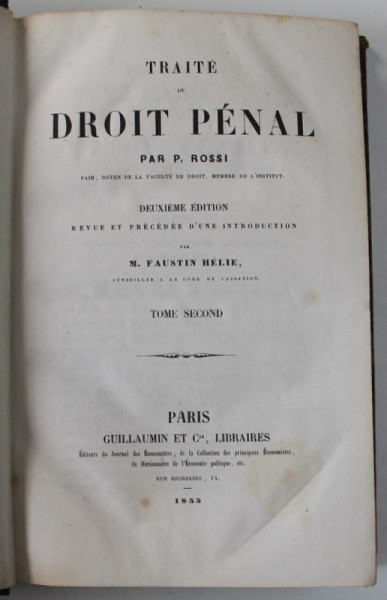 TRAITÉ
DE
DROIT PÉNAL
PAR P. ROSSI
PAIR, DOYEN DE LA FACULTÉ DE DROIT, MEMBRE DE L'INSTITUT.
DEUXIÈME ÉDITION
REVUE ET PRÉCÉDÉE D'UNE INTRODUCTION
PAR
M. FAUSTIN HÉLIE,
CONSEILLER A LA COUR DE CASSATION.
TOME SECOND
PARIS
GUILLAUMIN ET Cie, LIBRAIRES
Éditeurs du Journal des Économistes, de la Collection des principaux Économistes,
du Dictionnaire de l'Économie politique, etc.
RUE RICHELIEU, 14.
1855